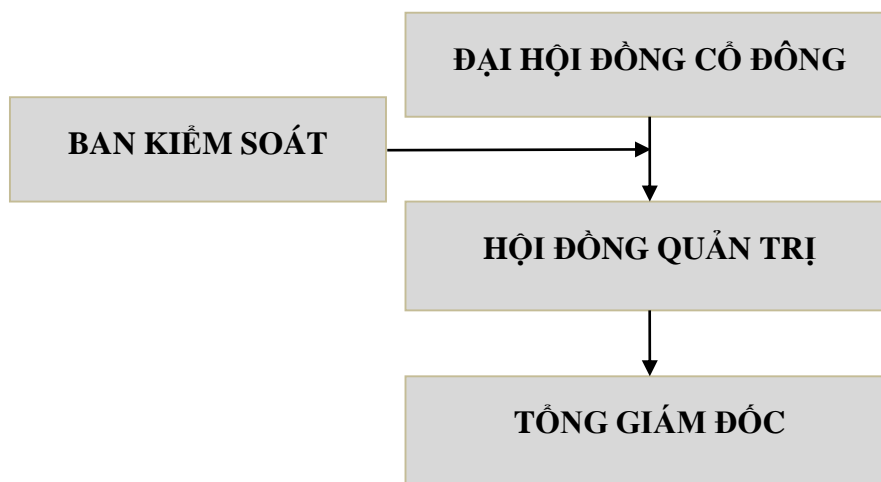 ĐẠI HỘI ĐỒNG CỔ ĐÔNG
BAN KIỂM SOÁT
HỘI ĐỒNG QUẢN TRỊ
TỔNG GIÁM ĐỐC